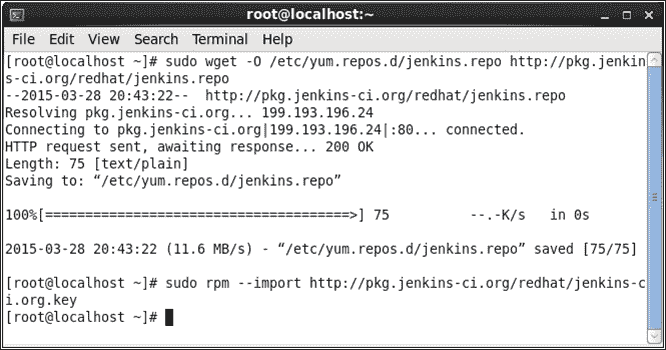 root@localhost:~
File Edit View Search Terminal Help
[root@localhost ~]# sudo wget -O /etc/yum.repos.d/jenkins.repo http://pkg.jenkin
s-ci.org/redhat/jenkins.repo
--2015-03-28 20:43:22--  http://pkg.jenkins-ci.org/redhat/jenkins.repo
Resolving pkg.jenkins-ci.org... 199.193.196.24
Connecting to pkg.jenkins-ci.org|199.193.196.24|:80... connected.
HTTP request sent, awaiting response... 200 OK
Length: 75 [text/plain]
Saving to: “/etc/yum.repos.d/jenkins.repo”
100%[======================================>] 75          --.-K/s   in 0s
2015-03-28 20:43:22 (11.6 MB/s) - “/etc/yum.repos.d/jenkins.repo” saved [75/75]
[root@localhost ~]# sudo rpm --import http://pkg.jenkins-ci.org/redhat/jenkins-c
i.org.key
[root@localhost ~]#